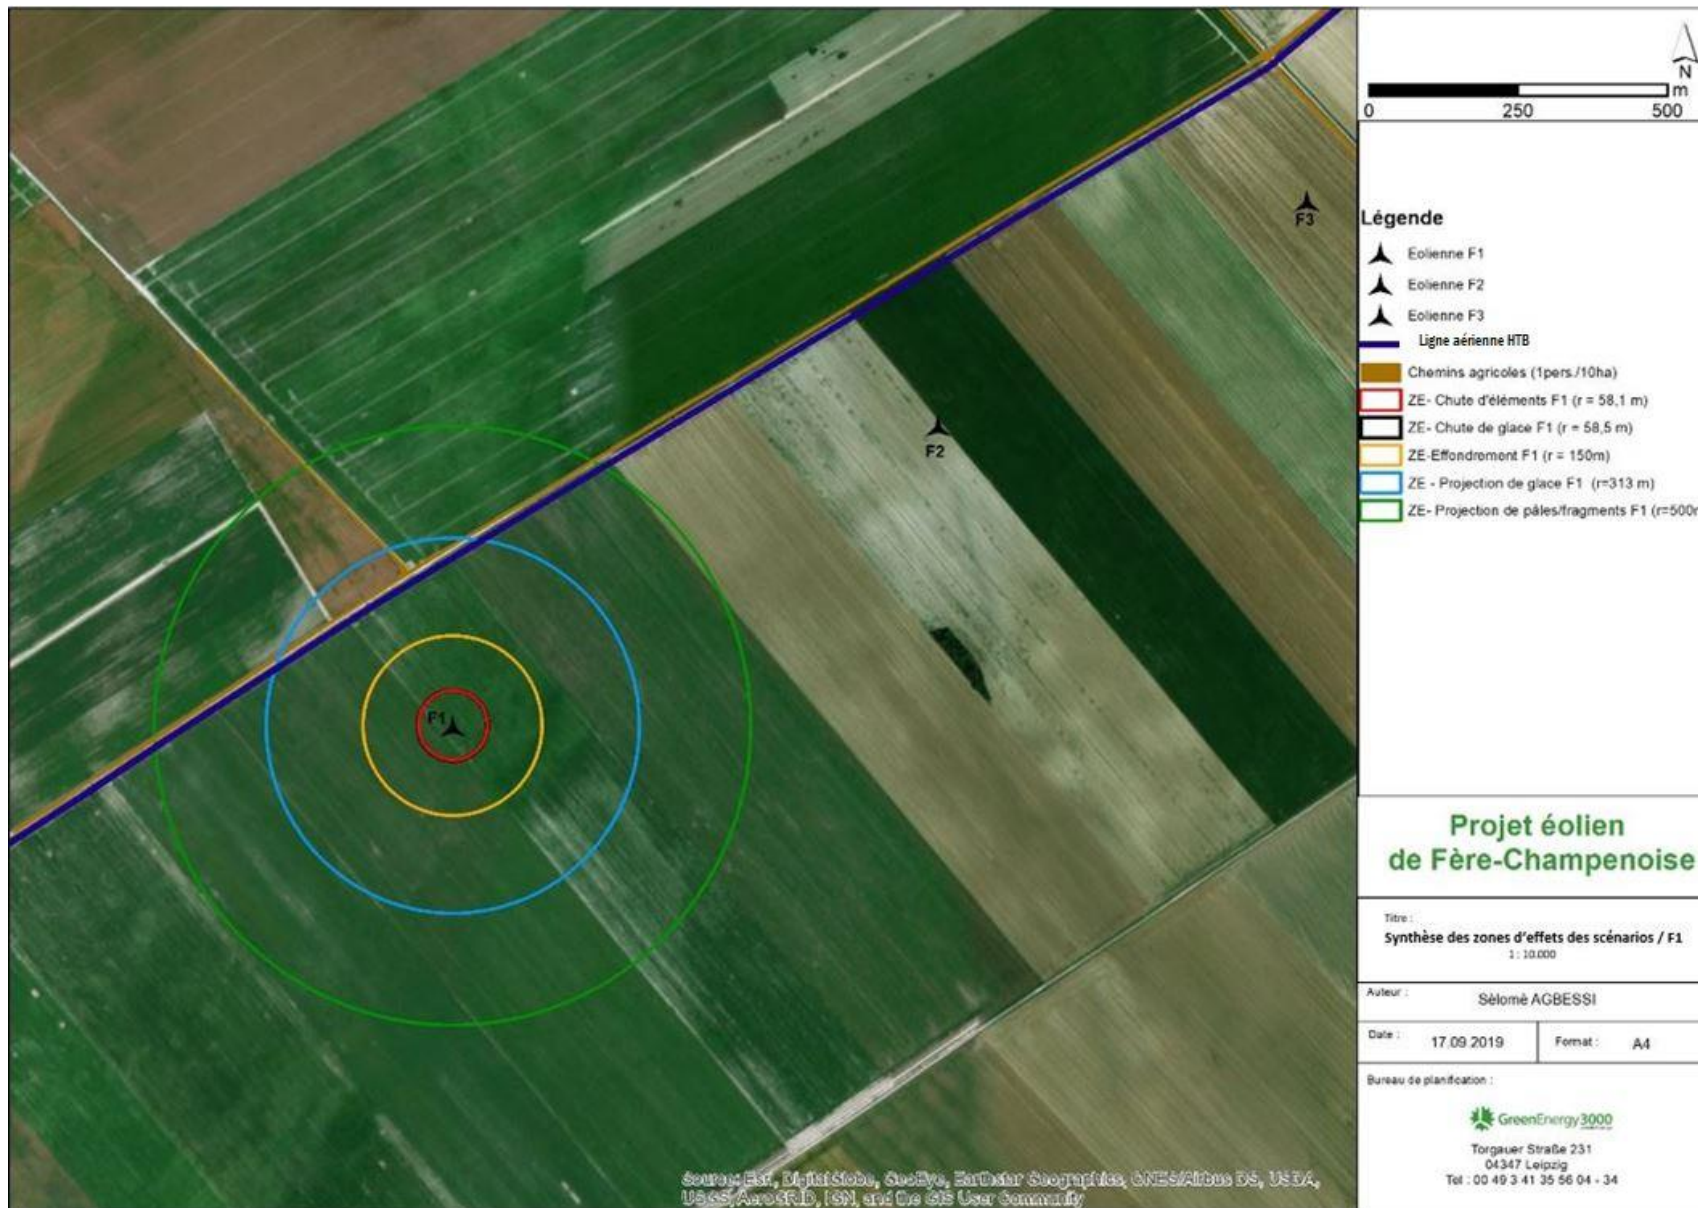 N
m
0 250 500
Légende
Eolienne F1
Eolienne F2
Eolienne F3
Ligne aérienne HTB
Chemins agricoles (1pers./10ha)
ZE- Chute d'éléments F1 (r = 58,1 m)
ZE- Chute de glace F1 (r = 58,5 m)
ZE-Effondrement F1 (r = 150m)
ZE - Projection de glace F1 (r=313 m)
ZE- Projection de pâles/fragments F1 (r=500m
F3
F2
F1
Projet éolien
de Fère-Champenoise
Titre :
Synthèse des zones d'effets des scénarios / F1
1 : 10.000
Auteur : Sèlomè AGBESSI
Date : 17.09.2019 Format : A4
Bureau de planification :
GreenEnergy3000
Torgauer Straße 231
04347 Leipzig
Tel : 00 49 3 41 35 56 04 - 34
Source: Esri, DigitalGlobe, GeoEye, Earthstar Geographics, CNES/Airbus DS, USDA,
USGS, AeroGRID, IGN, and the GIS User Community